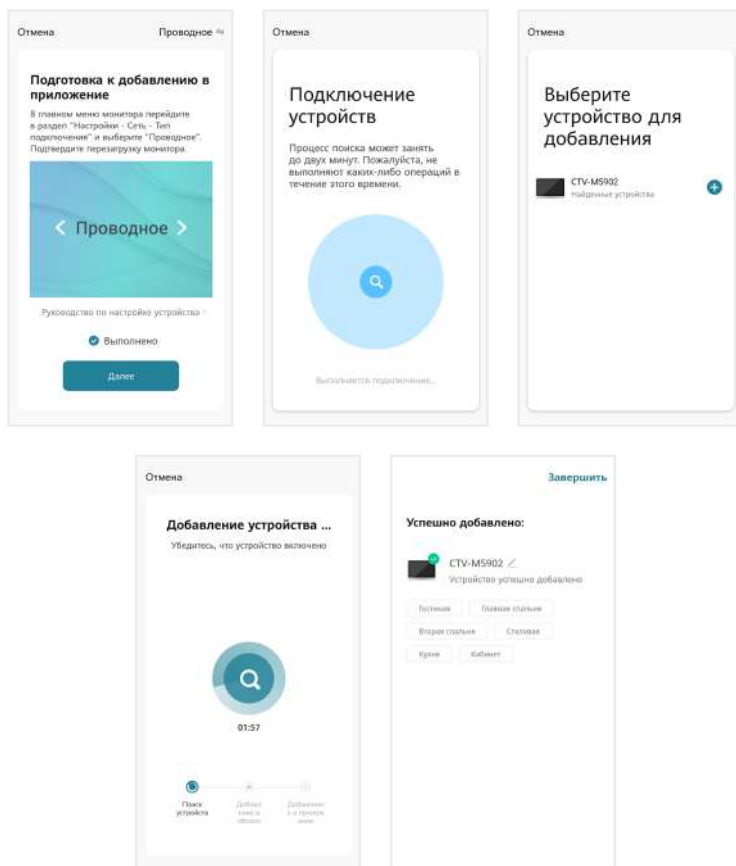 Отмена
Проводное
Подготовка к добавлению в
приложение
В главном меню монитора перейдите
в раздел "Настройки - Сеть - Тип
подключения" и выберите "Проводное".
Подтвердите перезагрузку монитора.
Проводное
Руководство по настройке устройства
Выполнено
Далее
Отмена
Подключение
устройств
Процесс поиска может занять
до двух минут. Пожалуйста, не
выполняют каких-либо операций в
течение этого времени.
Выполняется подключение...
Отмена
Выберите
устройство для
добавления
CTV-M5902
Найденные устройства
Отмена
Добавление устройства ...
Убедитесь, что устройство включено
01:57
Поиск
устройств
Завершить
Успешно добавлено:
CTV-M5902
Устройство успешно добавлено
Гостиная
Главная спальня
Вторая спальня
Столовая
Кухня
Кабинет